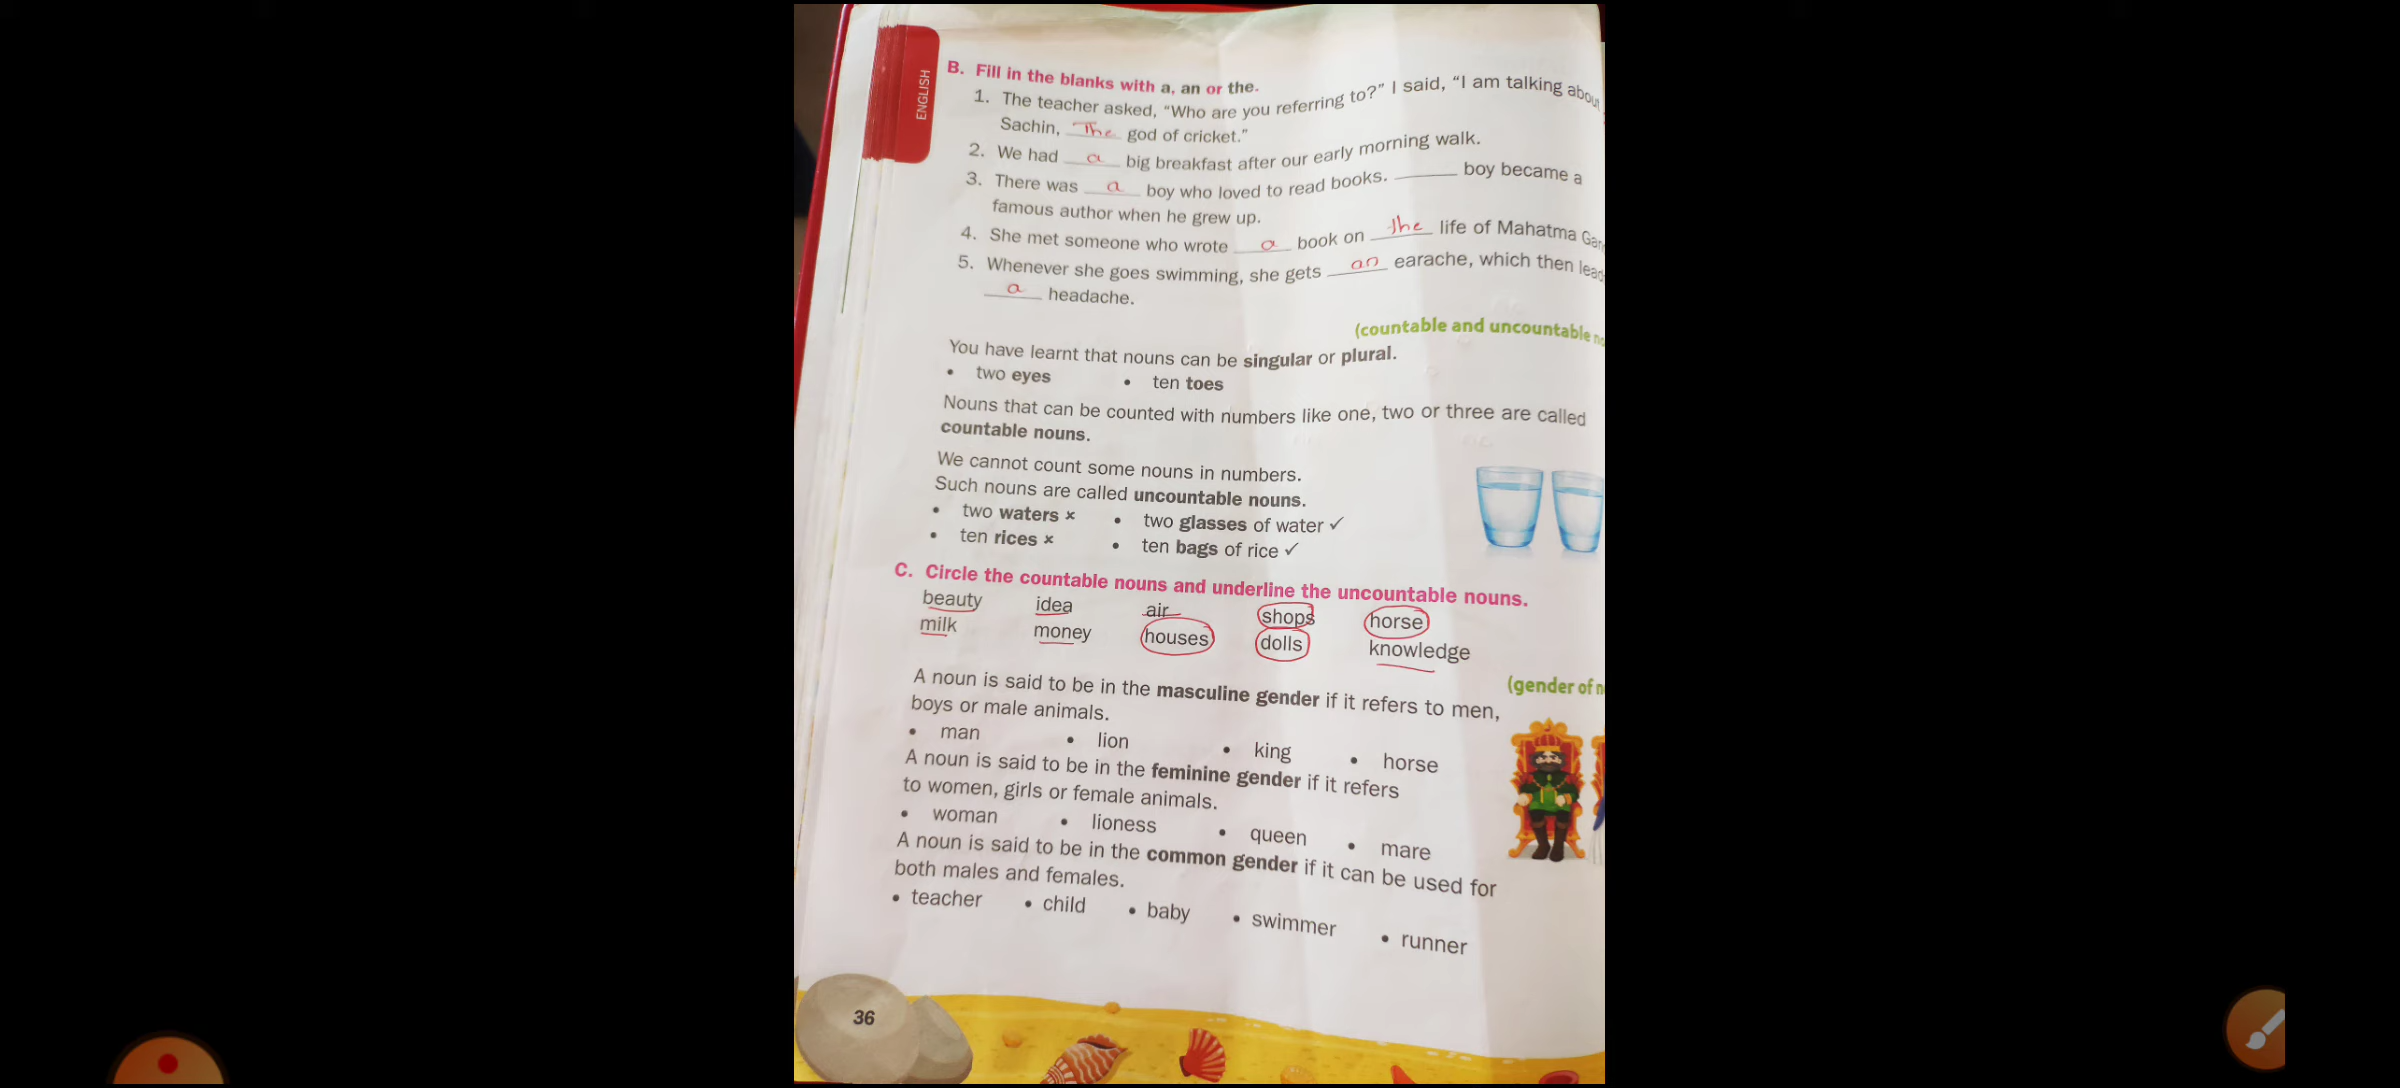 ENGLISH
B. Fill in the blanks with a, an or the.
1. The teacher asked, “Who are you referring to?” I said, “I am talking about
Sachin, The god of cricket.”
2. We had a big breakfast after our early morning walk.
3. There was a boy who loved to read books. ______ boy became a
famous author when he grew up.
4. She met someone who wrote a book on the life of Mahatma
5. Whenever she goes swimming, she gets an earache, which then
a headache.
(countable and uncountable
You have learnt that nouns can be singular or plural.
• two eyes • ten toes
Nouns that can be counted with numbers like one, two or three are called
countable nouns.
We cannot count some nouns in numbers.
Such nouns are called uncountable nouns.
• two waters × • two glasses of water ✓
• ten rices × • ten bags of rice ✓
C. Circle the countable nouns and underline the uncountable nouns.
beauty idea air shops horse
milk money houses dolls knowledge
(gender of
A noun is said to be in the masculine gender if it refers to men,
boys or male animals.
• man • lion • king • horse
A noun is said to be in the feminine gender if it refers
to women, girls or female animals.
• woman • lioness • queen • mare
A noun is said to be in the common gender if it can be used for
both males and females.
• teacher • child • baby • swimmer • runner
36